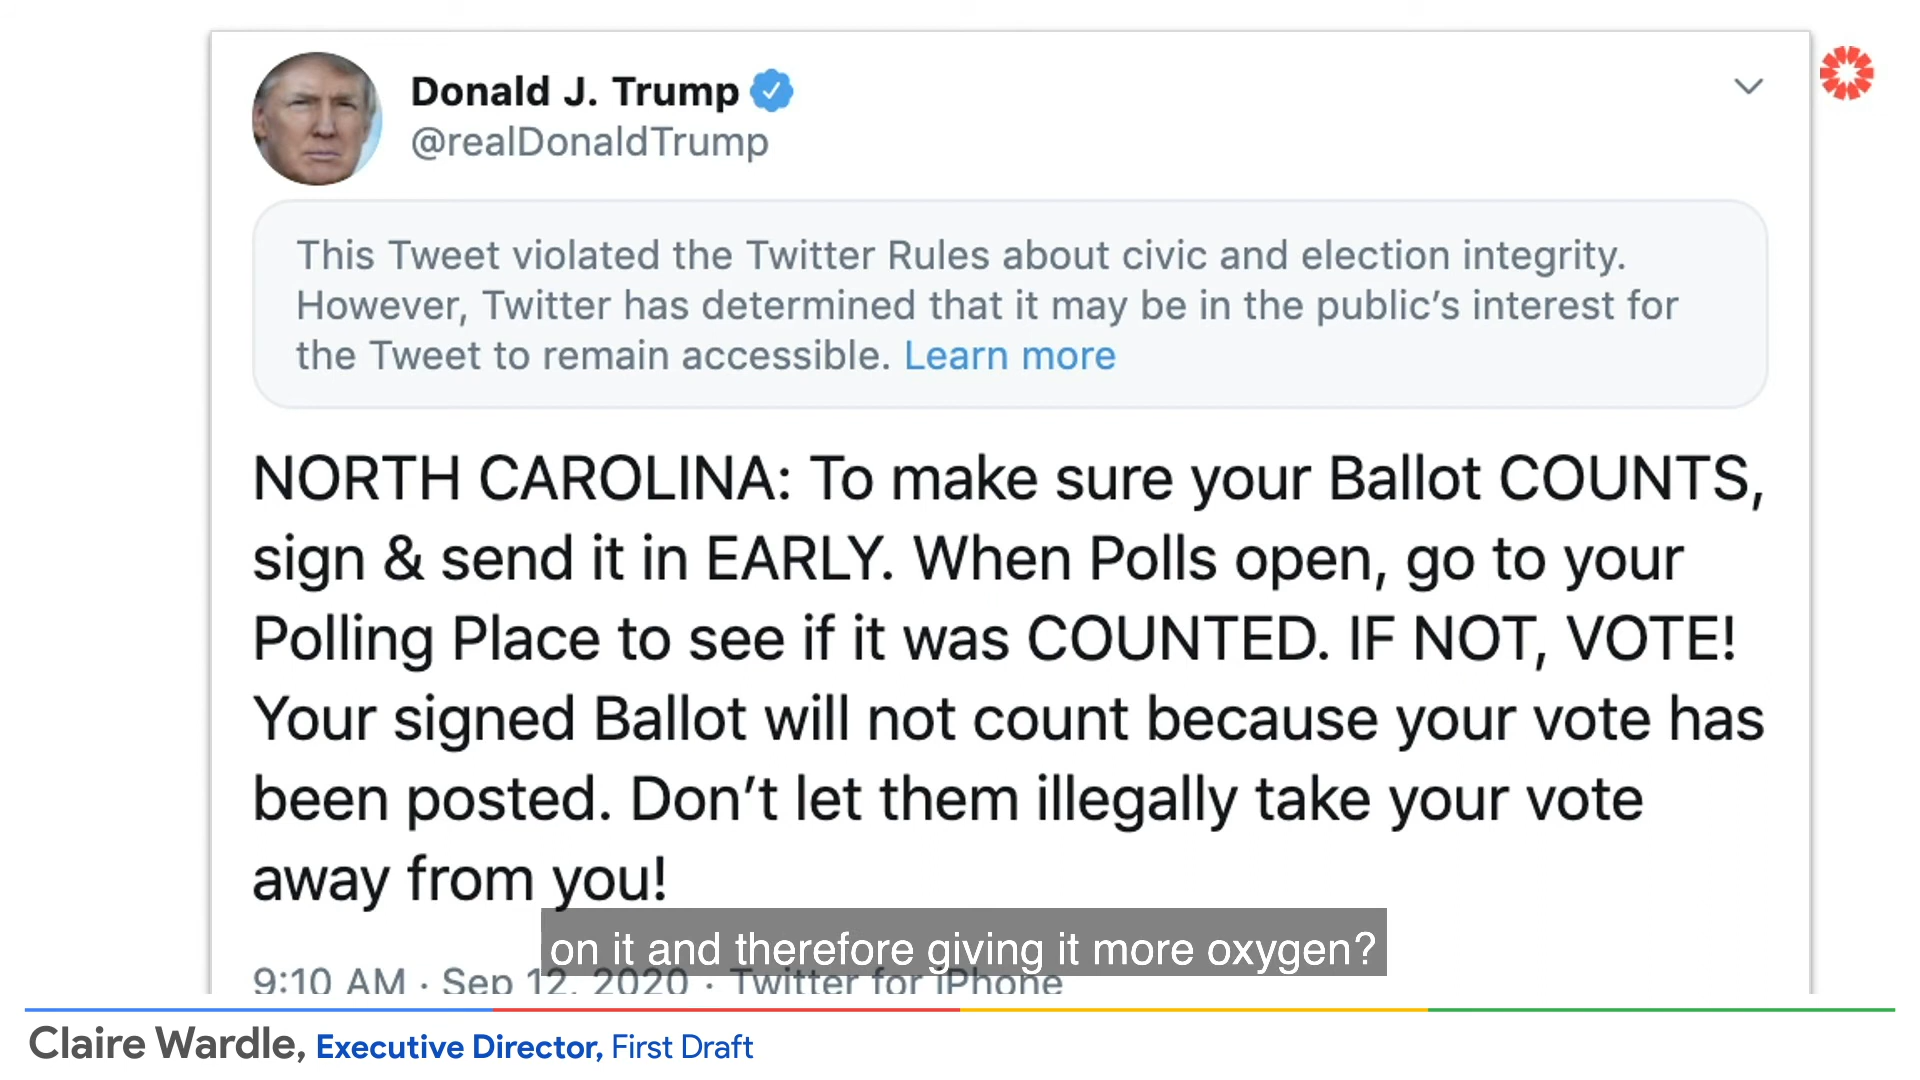 Donald J. Trump
@realDonaldTrump
This Tweet violated the Twitter Rules about civic and election integrity.
However, Twitter has determined that it may be in the public’s interest for
the Tweet to remain accessible. Learn more
NORTH CAROLINA: To make sure your Ballot COUNTS,
sign & send it in EARLY. When Polls open, go to your
Polling Place to see if it was COUNTED. IF NOT, VOTE!
Your signed Ballot will not count because your vote has
been posted. Don’t let them illegally take your vote
away from you!
on it and therefore giving it more oxygen?
9:10 AM · Sep 12, 2020 · Twitter for iPhone
Claire Wardle, Executive Director, First Draft